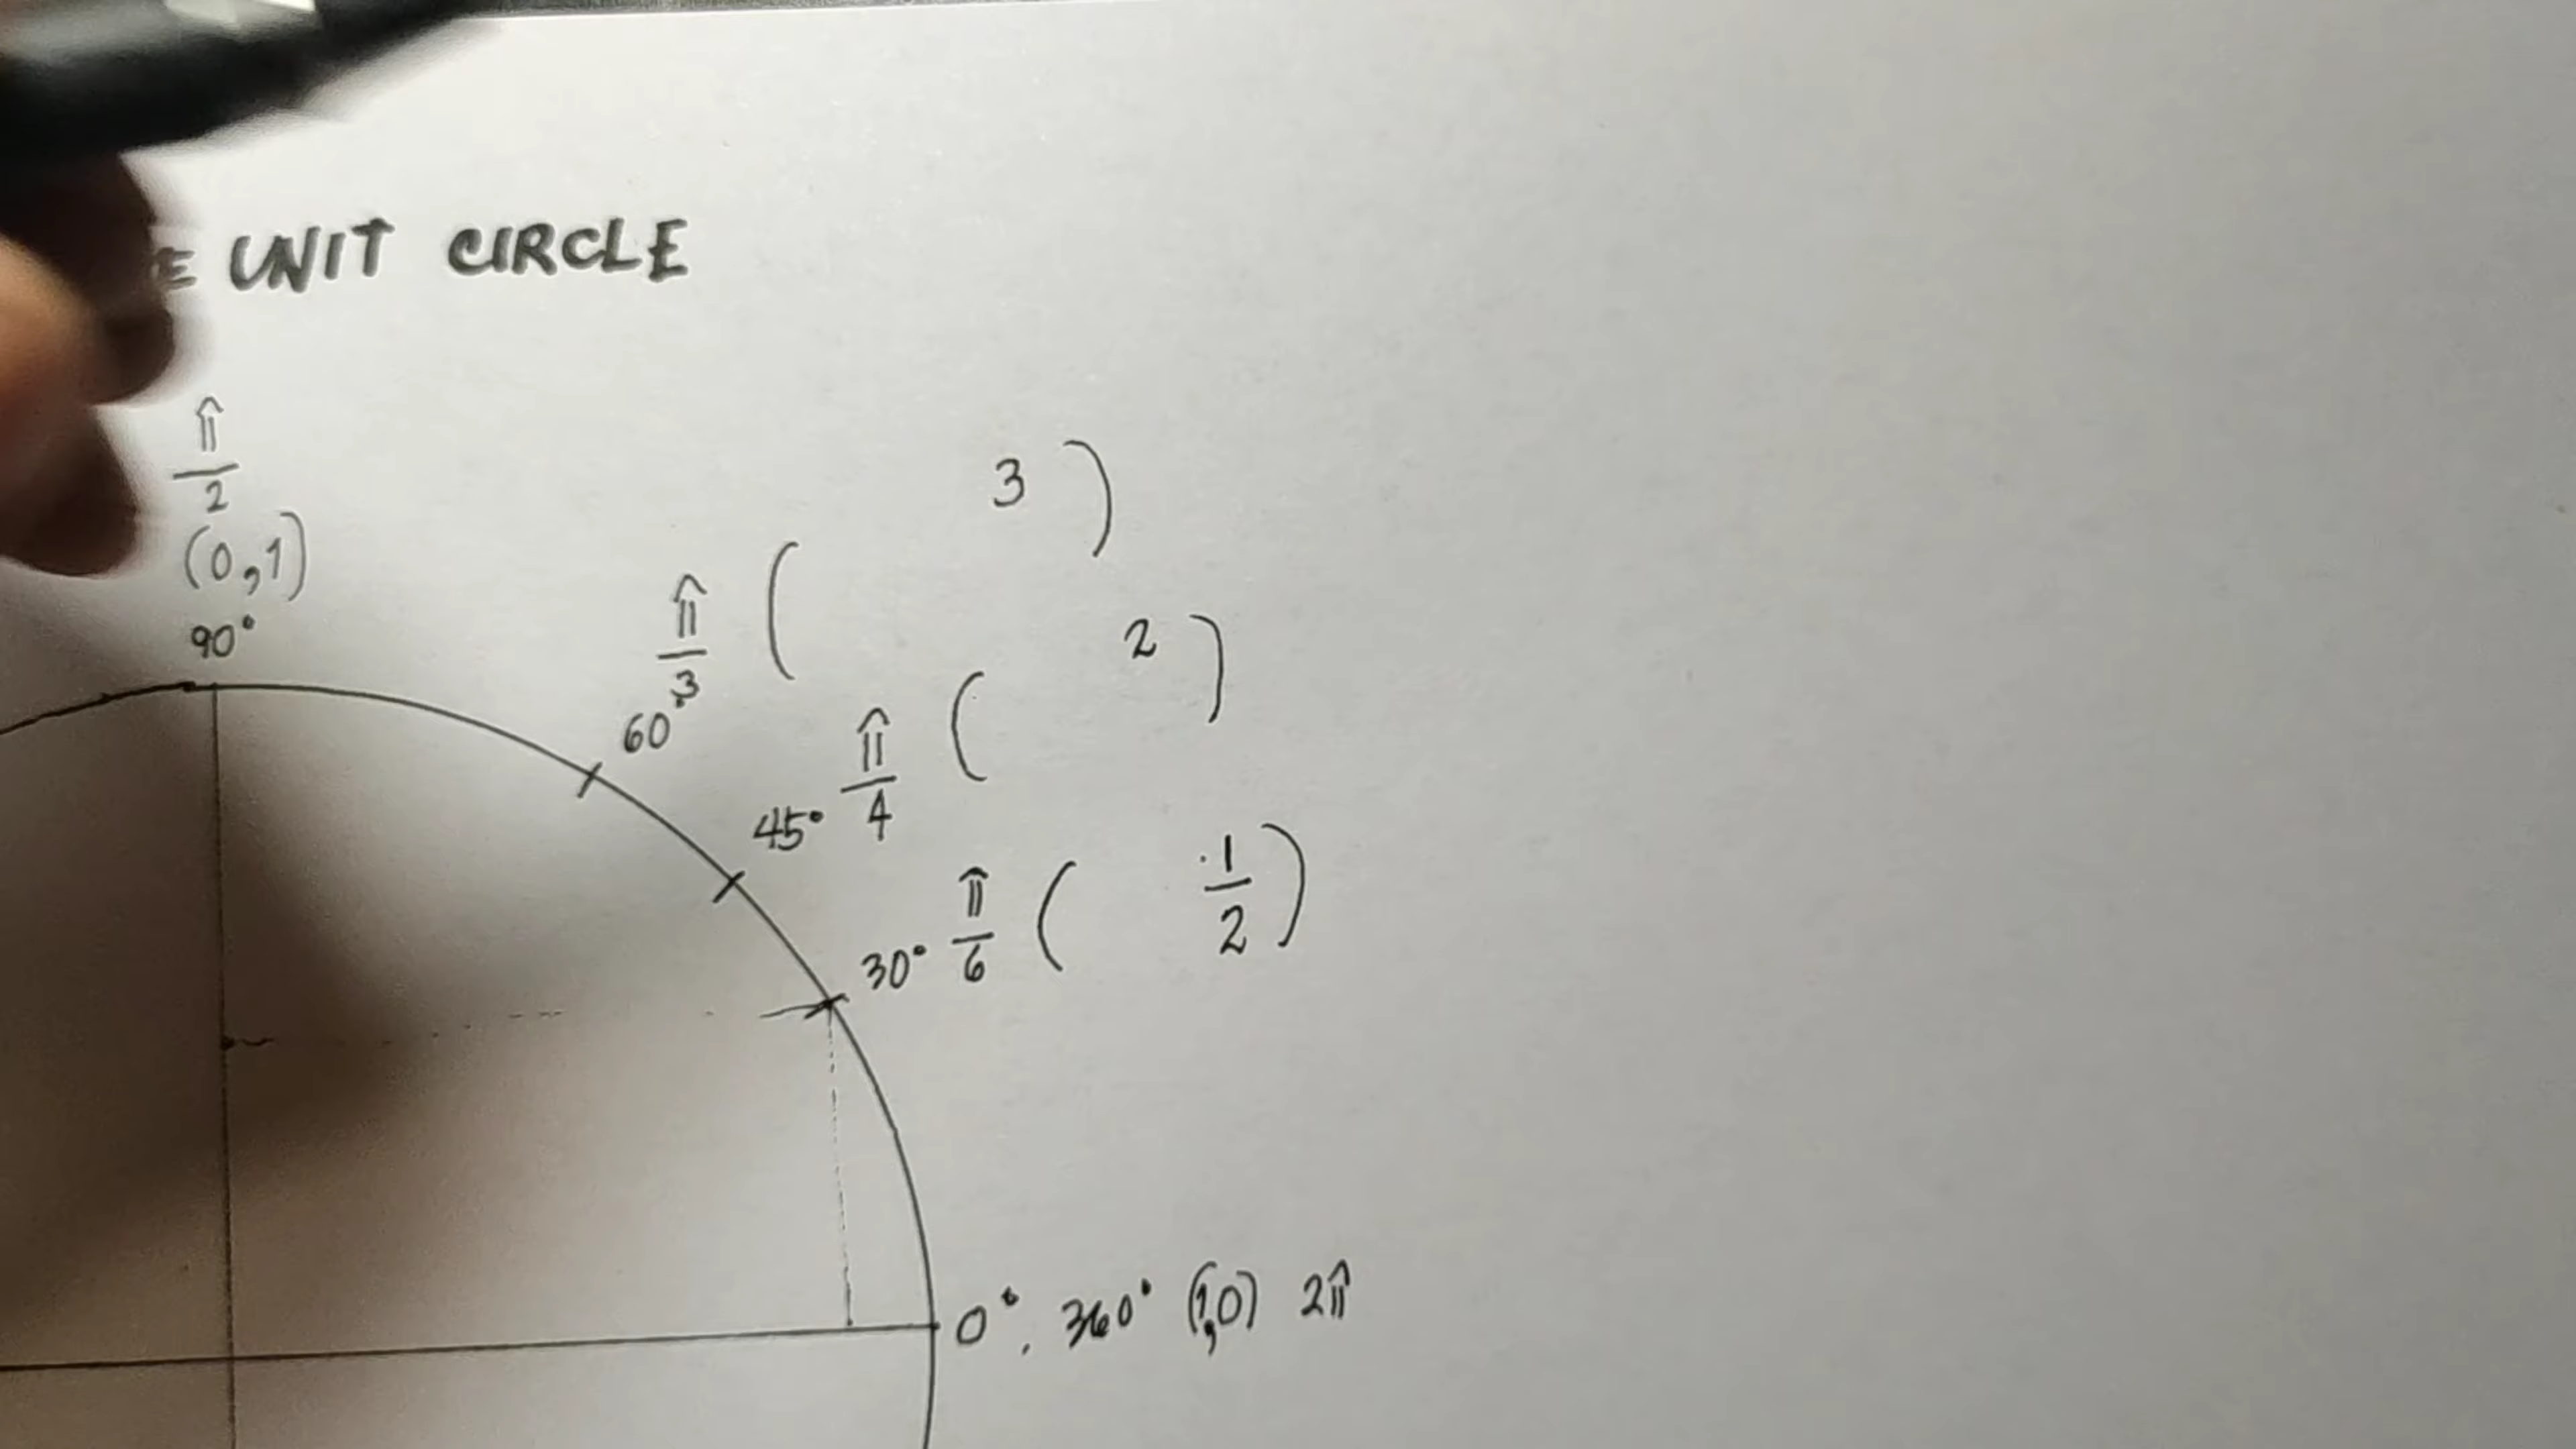 E UNIT CIRCLE
π/2
(0,1)
90°
π/3 ( 3 )
60°
π/4 ( 2 )
45°
30° π/6 ( 1/2 )
0°, 360° (1,0) 2π